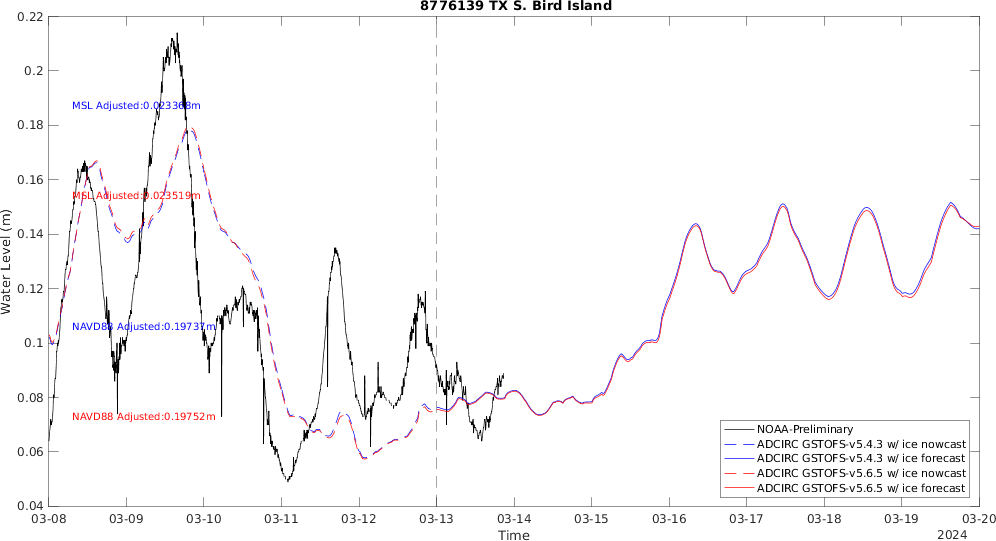 8776139 TX S. Bird Island
0.22
0.2
0.18
0.16
0.14
0.12
0.1
0.08
0.06
0.04
Water Level (m)
MSL Adjusted:0.023368m
MSL Adjusted:0.023519m
NAVD88 Adjusted:0.19737m
NAVD88 Adjusted:0.19752m
NOAA-Preliminary
ADCIRC GSTOFS-v5.4.3 w/ ice nowcast
ADCIRC GSTOFS-v5.4.3 w/ ice forecast
ADCIRC GSTOFS-v5.6.5 w/ ice nowcast
ADCIRC GSTOFS-v5.6.5 w/ ice forecast
03-08 03-09 03-10 03-11 03-12 03-13 03-14 03-15 03-16 03-17 03-18 03-19 03-20
Time
2024